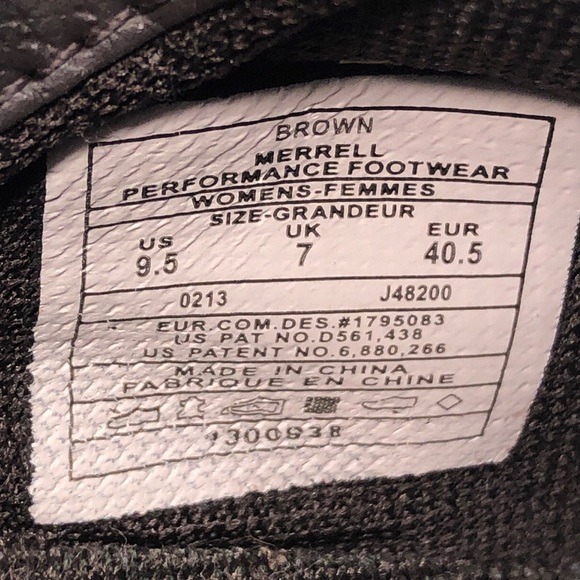 BROWN
MERRELL
PERFORMANCE FOOTWEAR
WOMENS-FEMMES
SIZE-GRANDEUR
US UK EUR
9.5 7 40.5
0213 J48200
EUR.COM.DES.#1795083
US PAT NO.D561,438
US PATENT NO.6,880,266
MADE IN CHINA
FABRIQUE EN CHINE